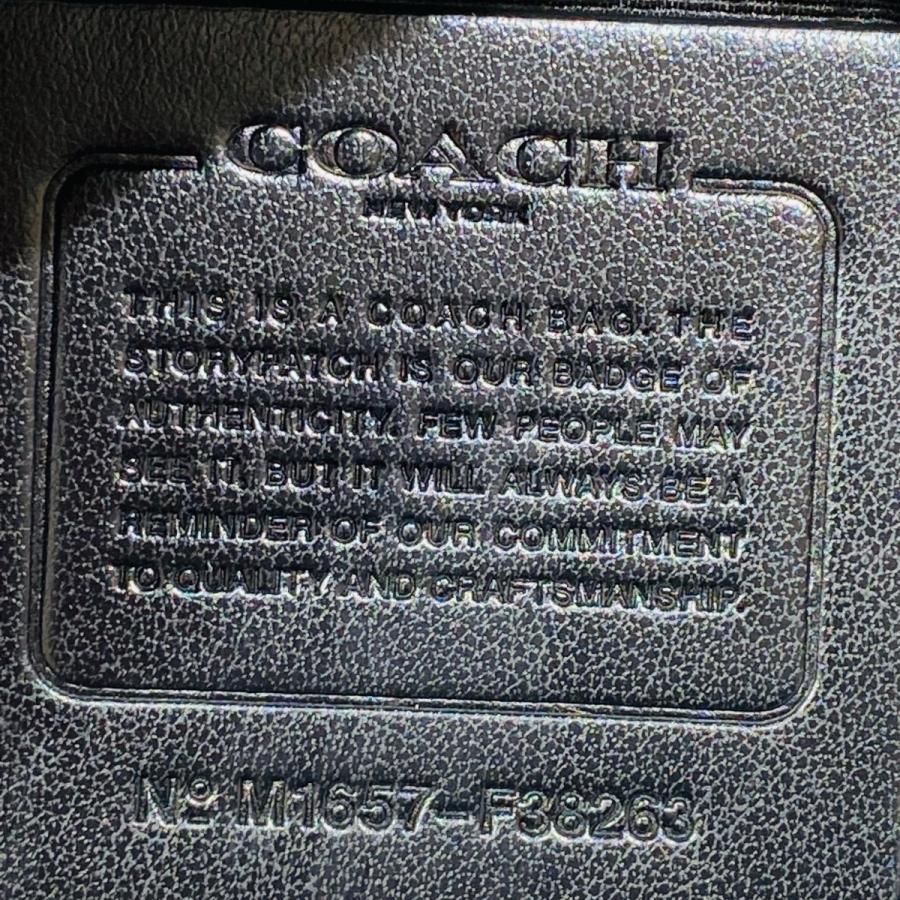 COACH
NEW YORK
THIS IS A COACH BAG. THE
STORYPATCH IS OUR BADGE OF
AUTHENTICITY. FEW PEOPLE MAY
SEE IT, BUT IT WILL ALWAYS BE A
REMINDER OF OUR COMMITMENT
TO QUALITY AND CRAFTSMANSHIP.
Nº M1657-F38263